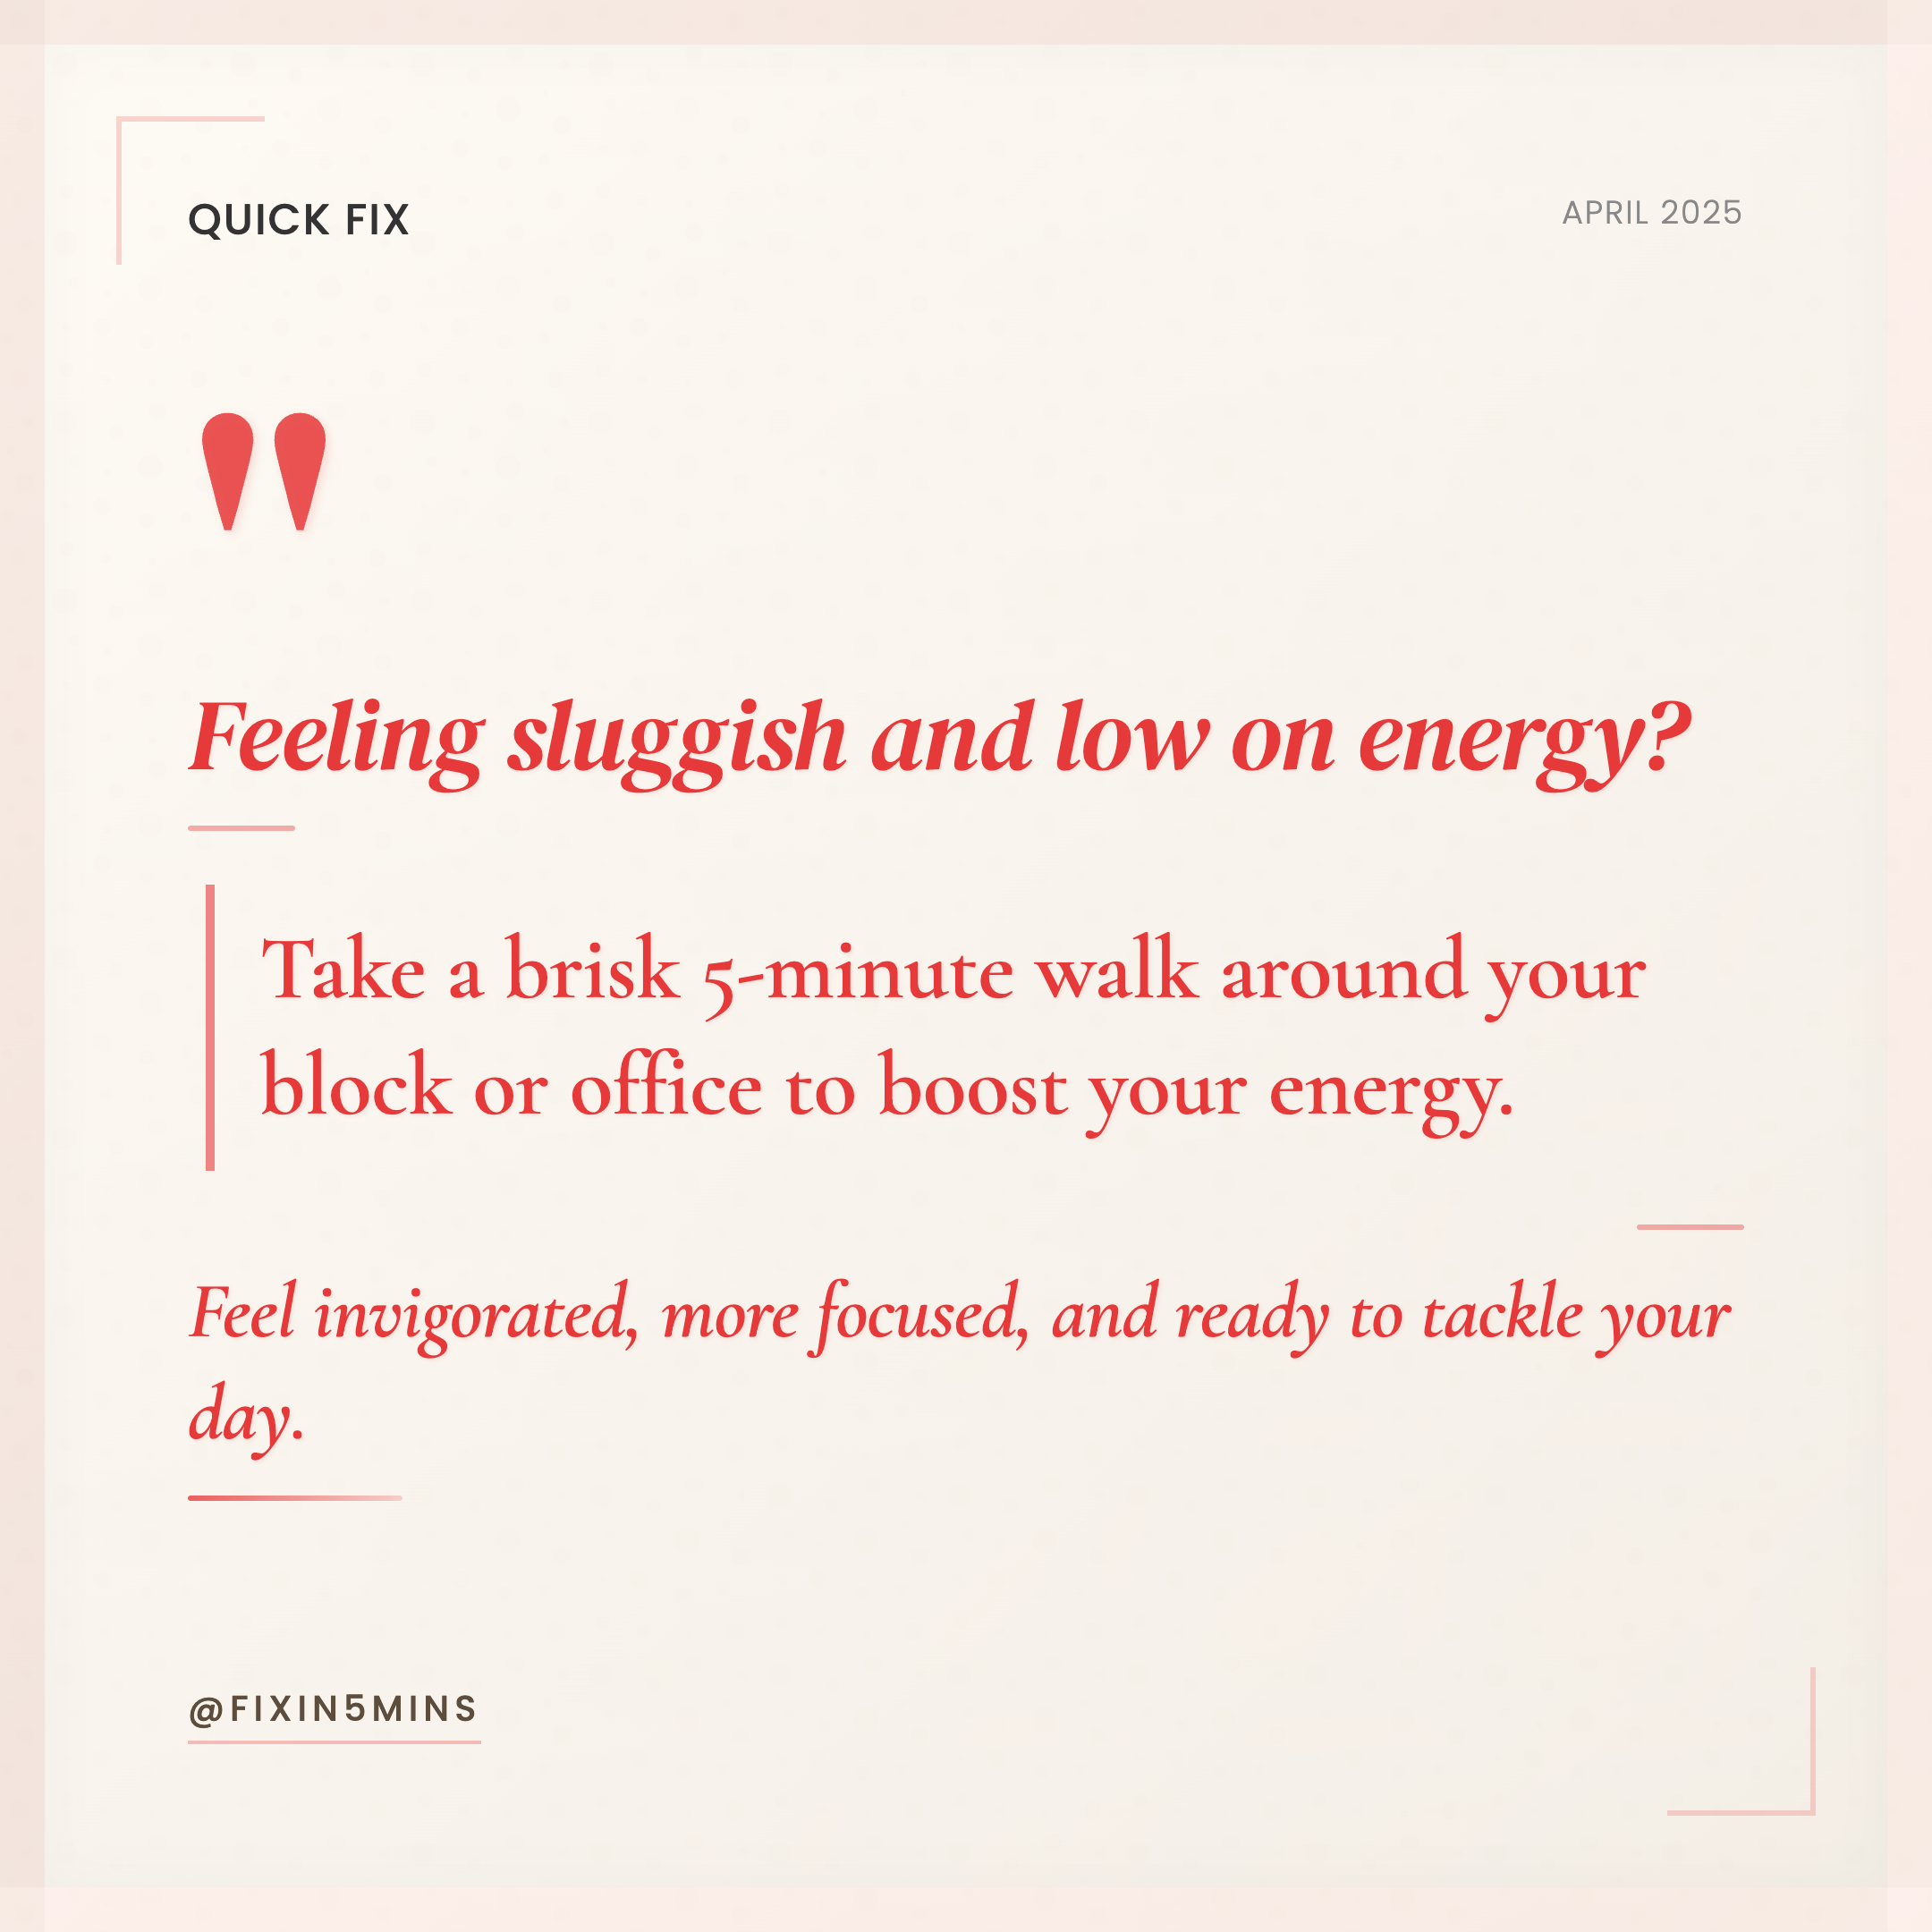 QUICK FIX
APRIL 2025
"
Feeling sluggish and low on energy?
Take a brisk 5-minute walk around your
block or office to boost your energy.
Feel invigorated, more focused, and ready to tackle your
day.
@FIXIN5MINS